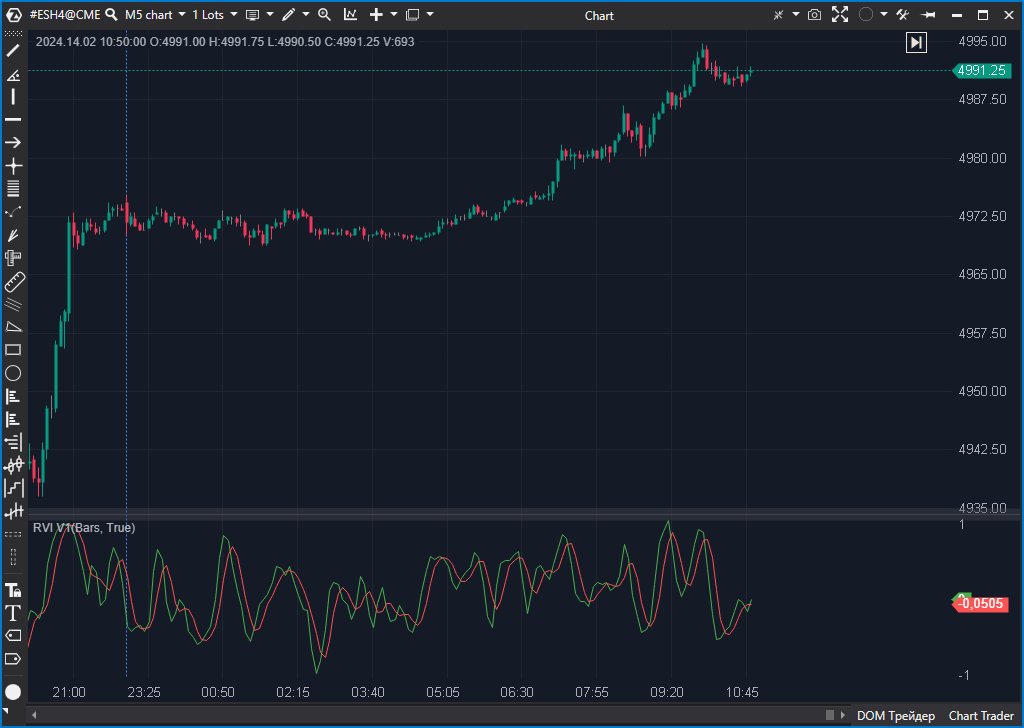 #ESH4@CME M5 chart 1 Lots Chart
2024.14.02 10:50:00 O:4991.00 H:4991.75 L:4990.50 C:4991.25 V:693
4995.00
4991.25
4987.50
4980.00
4972.50
4965.00
4957.50
4950.00
4942.50
4935.00
RVI V1(Bars, True)
1
-0,0505
-1
21:00 23:25 00:50 02:15 03:40 05:05 06:30 07:55 09:20 10:45
DOM Трейдер Chart Trader